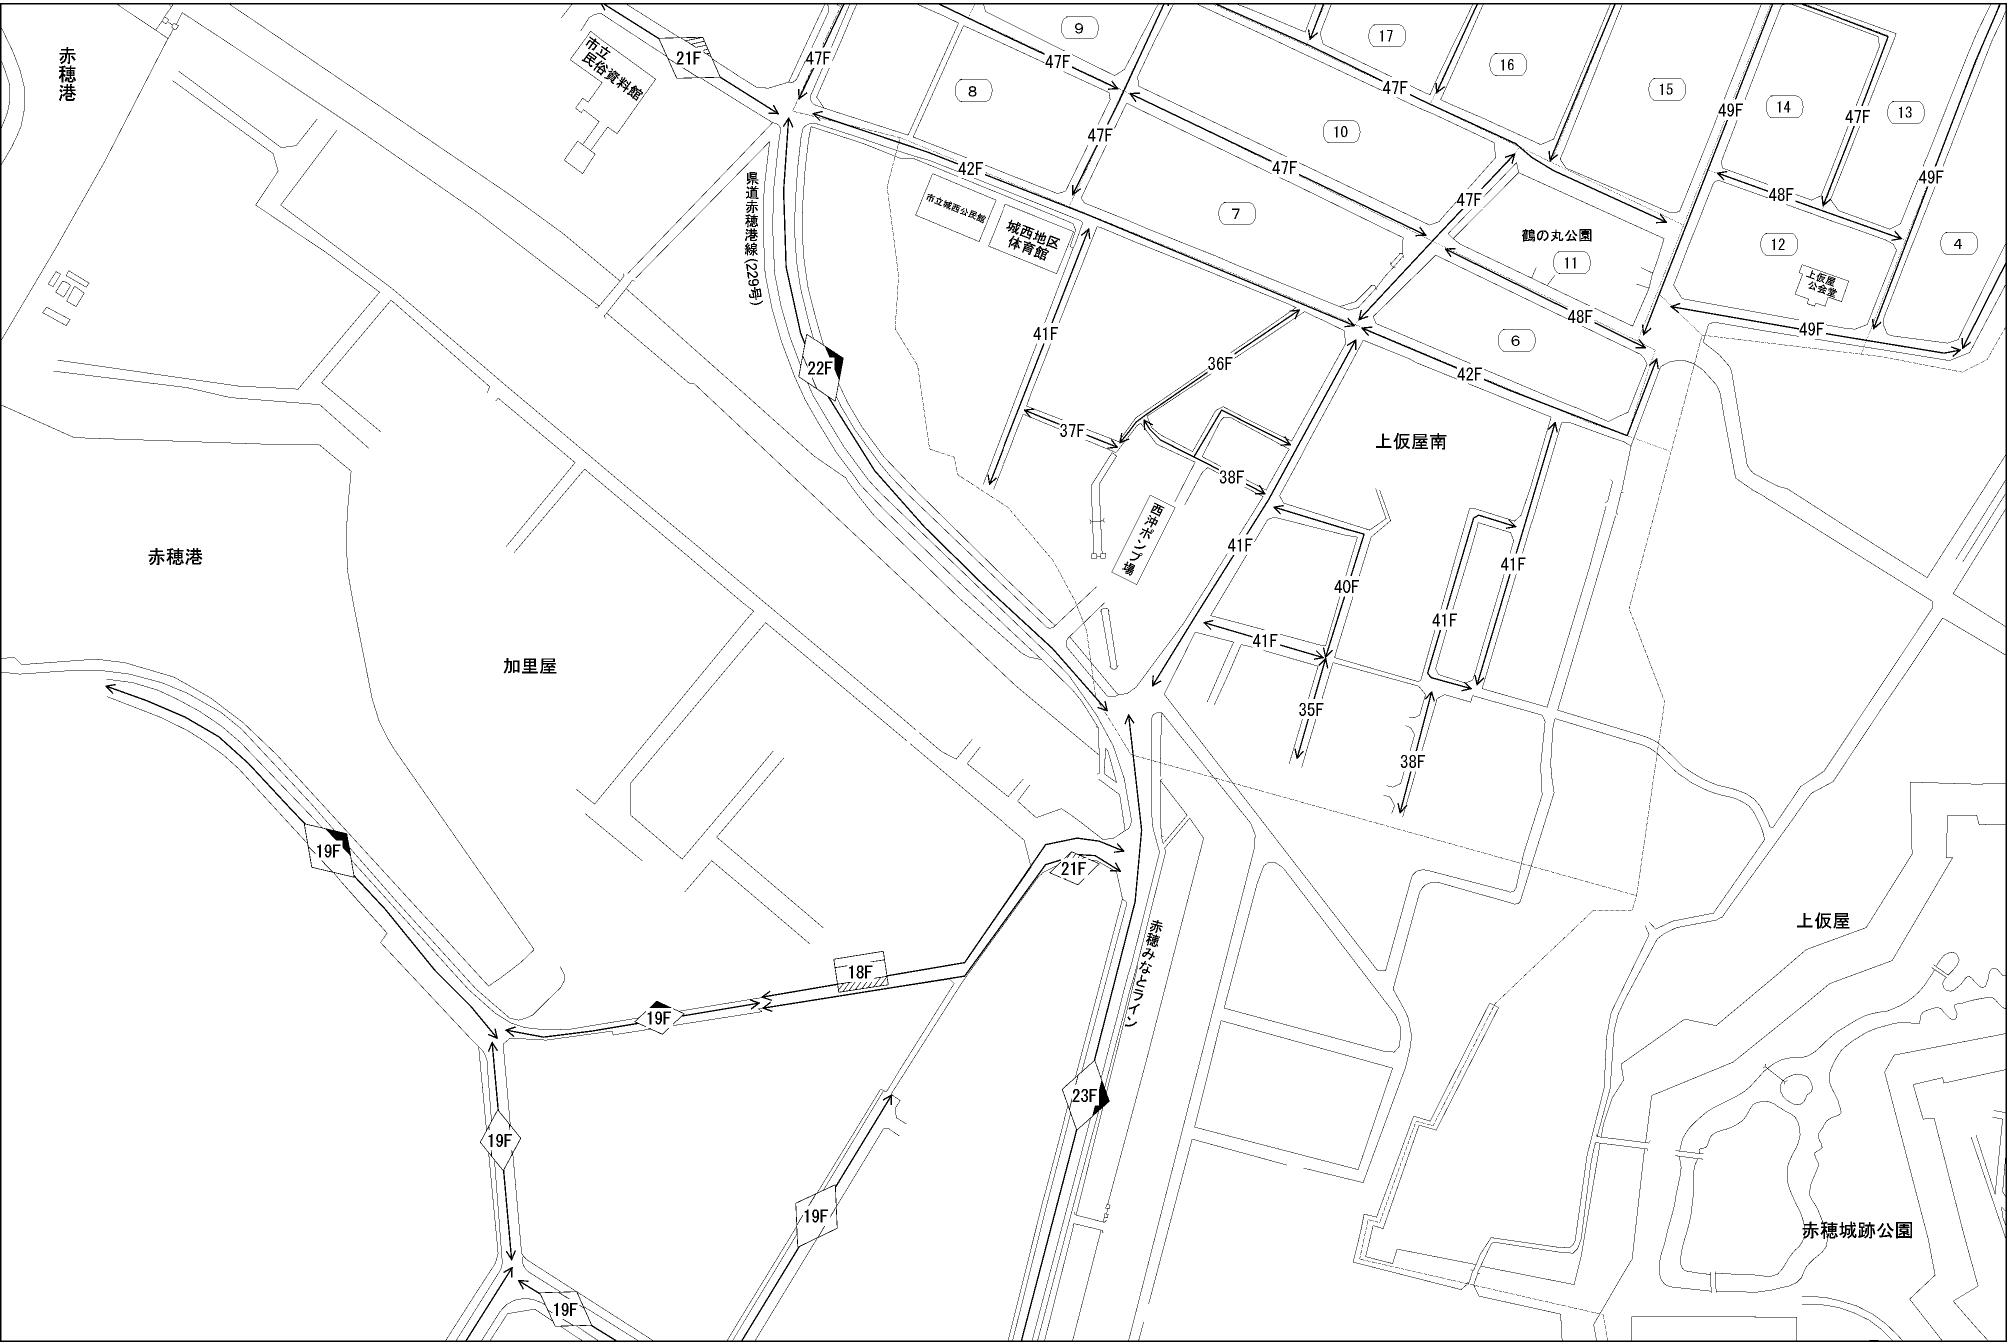 赤穂港
市立
民俗資料館
21F
47F
9
47F
8
17
16
47F
15
49F
14
47F
13
10
47F
42F
47F
47F
48F
49F
市立城西公民館
城西地区
体育館
7
鶴の丸公園
11
12
4
上仮屋
公会堂
県道赤穂港線(229号)
41F
48F
49F
6
22F
36F
42F
37F
上仮屋南
38F
西沖ポンプ場
赤穂港
41F
41F
40F
41F
41F
加里屋
35F
38F
19F
21F
上仮屋
赤穂みなとライン
18F
19F
23F
19F
19F
赤穂城跡公園
19F